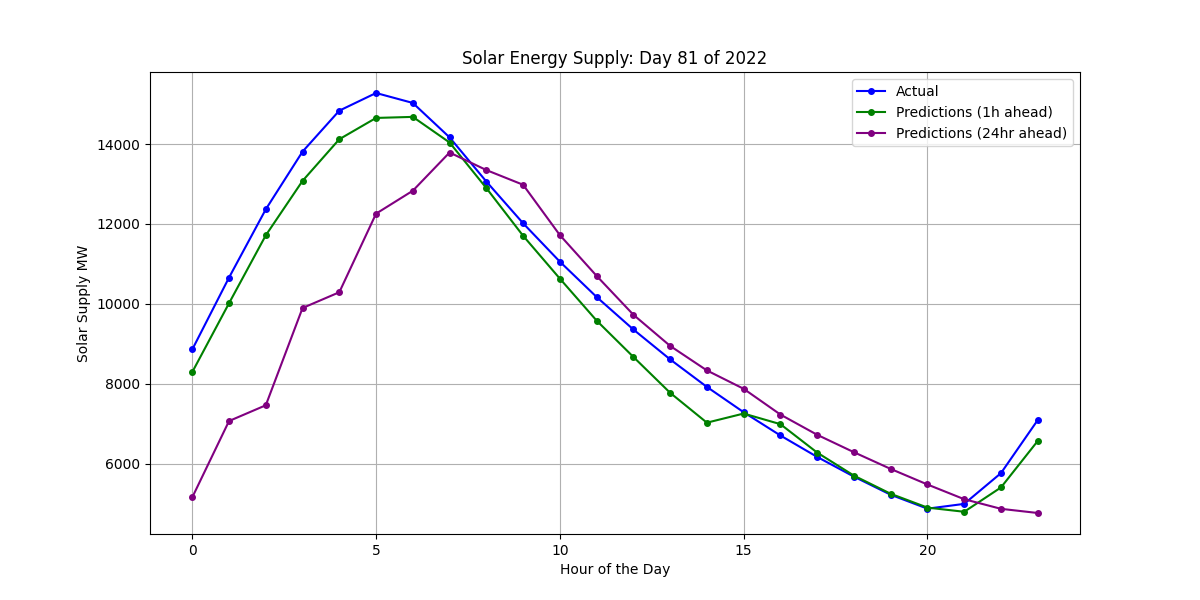 Solar Energy Supply: Day 81 of 2022
Actual
Predictions (1h ahead)
Predictions (24hr ahead)
14000
12000
10000
8000
6000
Solar Supply MW
0
5
10
15
20
Hour of the Day